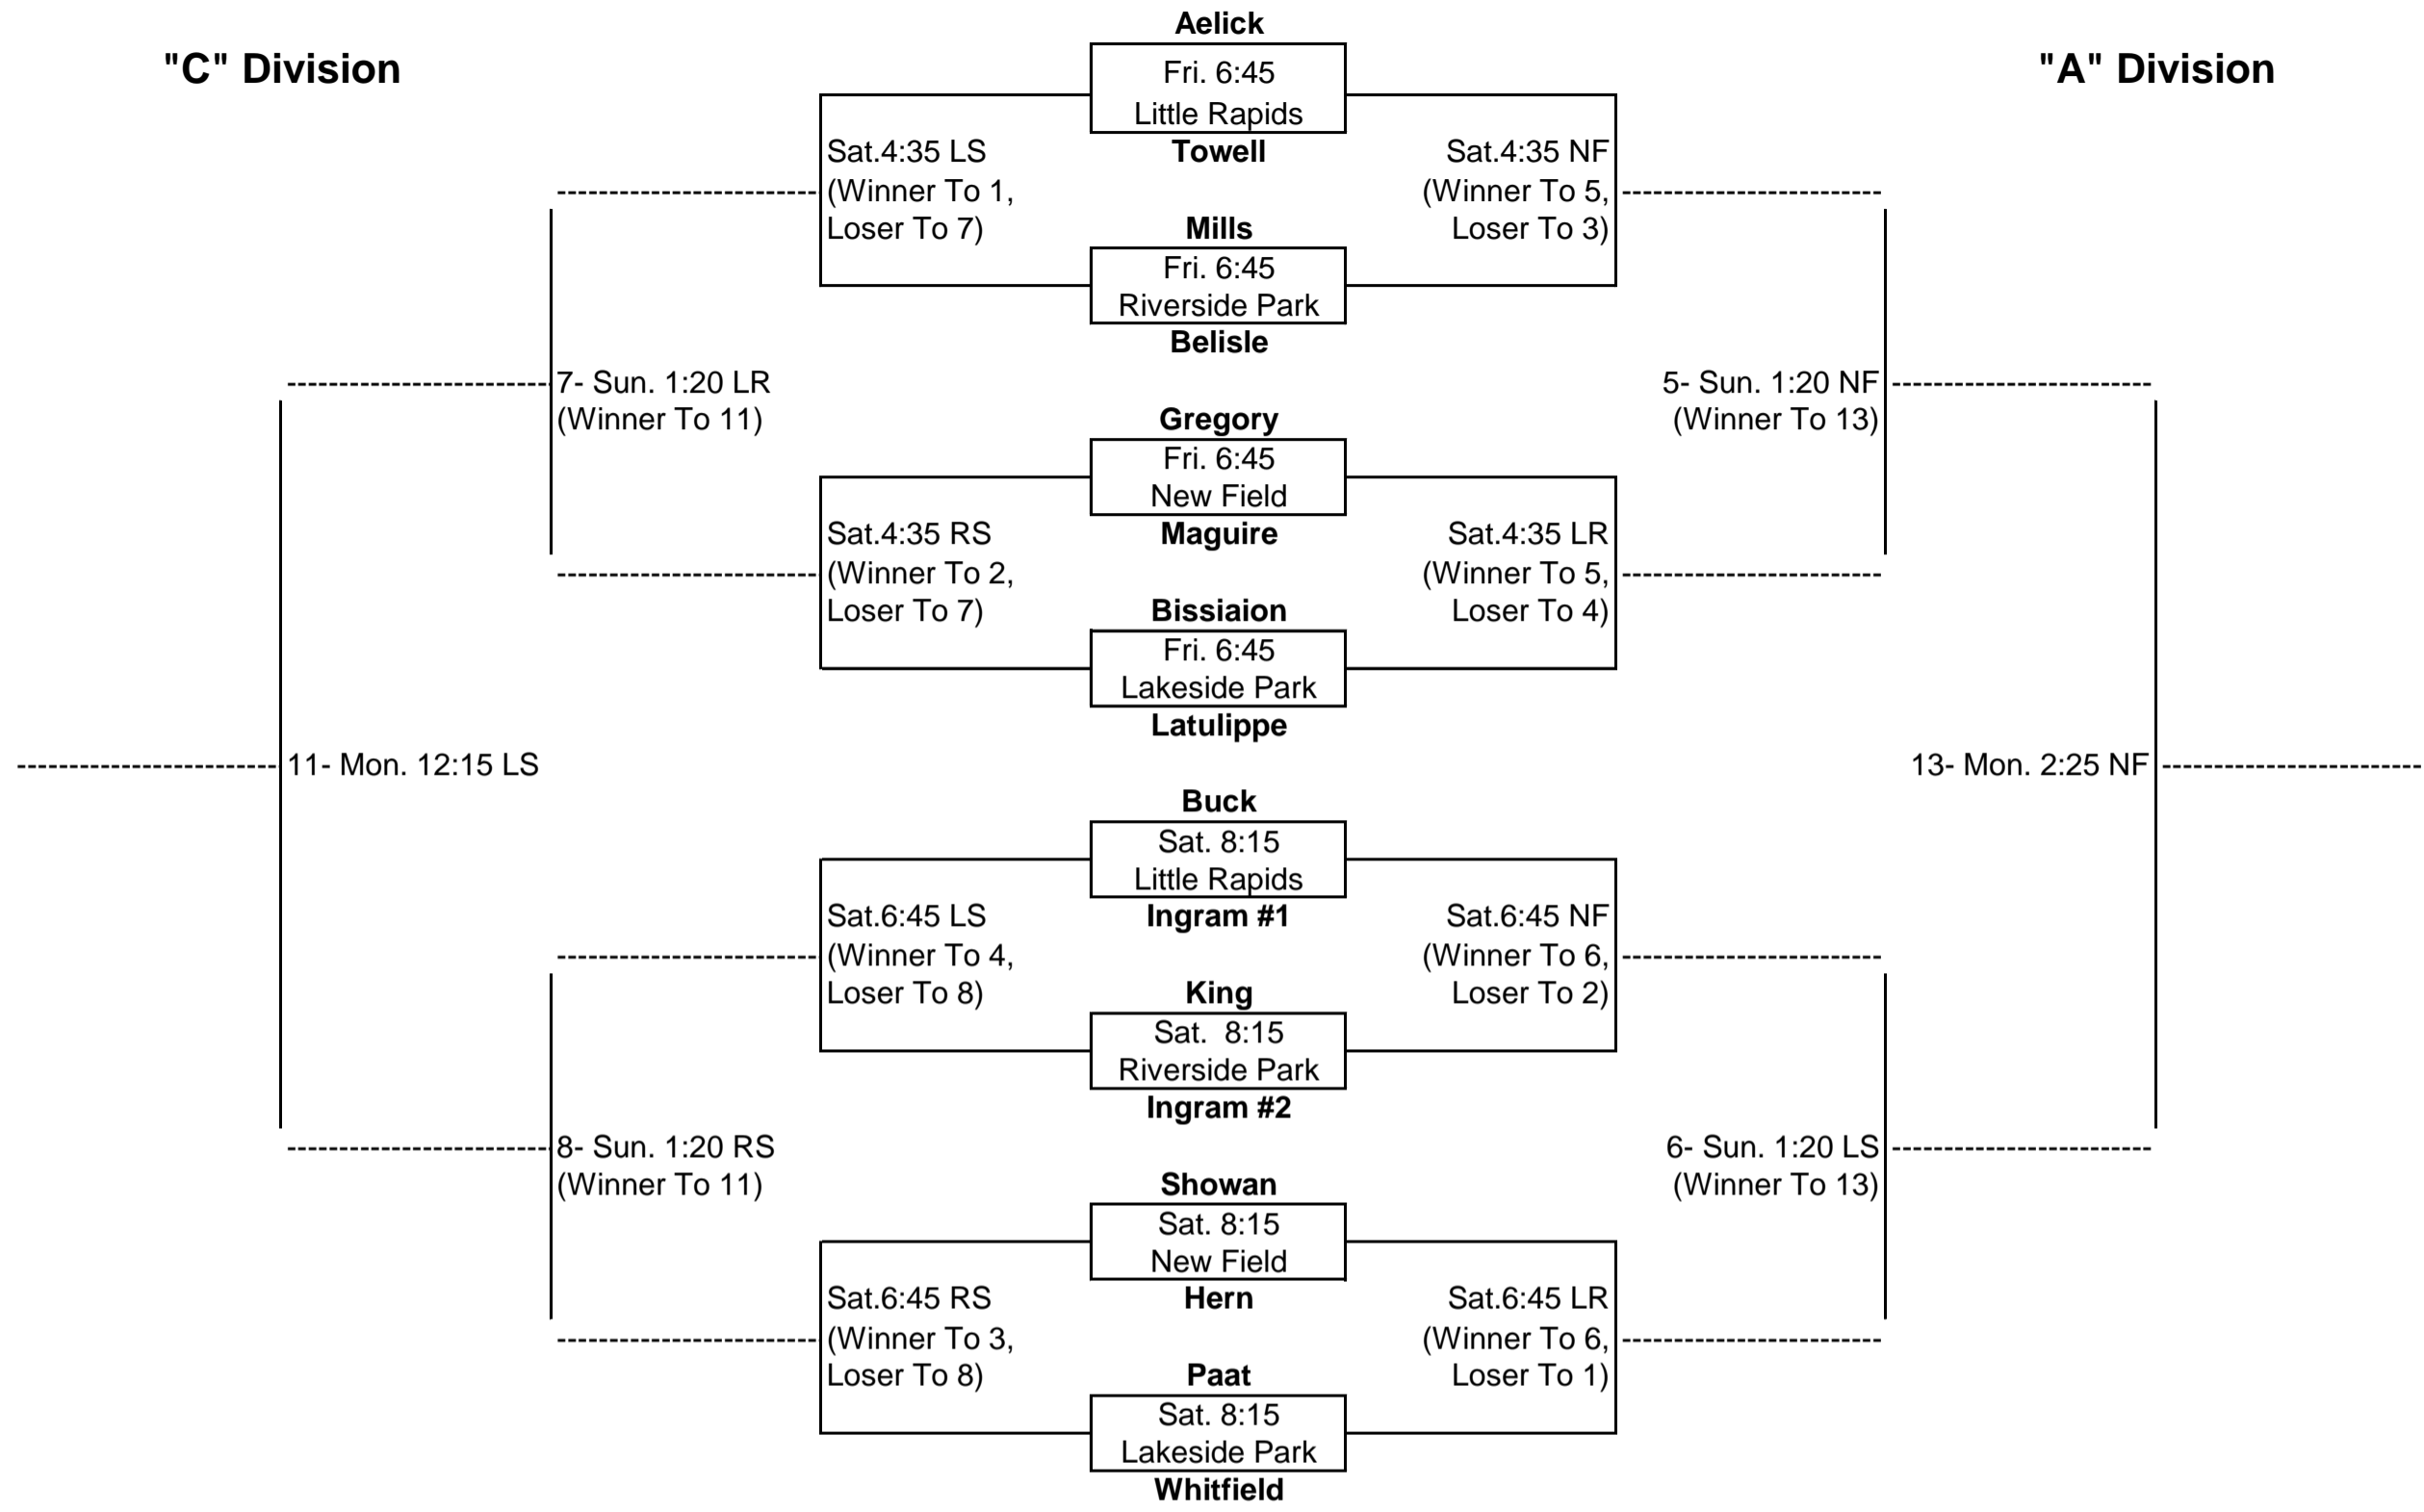 Aelick
"C" Division
"A" Division
Fri. 6:45
Little Rapids
Towell
Sat.4:35 LS
(Winner To 1,
Loser To 7)
Sat.4:35 NF
(Winner To 5,
Loser To 3)
Mills
Fri. 6:45
Riverside Park
Belisle
7- Sun. 1:20 LR
(Winner To 11)
5- Sun. 1:20 NF
(Winner To 13)
Gregory
Fri. 6:45
New Field
Maguire
Sat.4:35 RS
(Winner To 2,
Loser To 7)
Sat.4:35 LR
(Winner To 5,
Loser To 4)
Bissiaion
Fri. 6:45
Lakeside Park
Latulippe
11- Mon. 12:15 LS
13- Mon. 2:25 NF
Buck
Sat. 8:15
Little Rapids
Ingram #1
Sat.6:45 LS
(Winner To 4,
Loser To 8)
Sat.6:45 NF
(Winner To 6,
Loser To 2)
King
Sat.  8:15
Riverside Park
Ingram #2
8- Sun. 1:20 RS
(Winner To 11)
6- Sun. 1:20 LS
(Winner To 13)
Showan
Sat. 8:15
New Field
Hern
Sat.6:45 RS
(Winner To 3,
Loser To 8)
Sat.6:45 LR
(Winner To 6,
Loser To 1)
Paat
Sat. 8:15
Lakeside Park
Whitfield